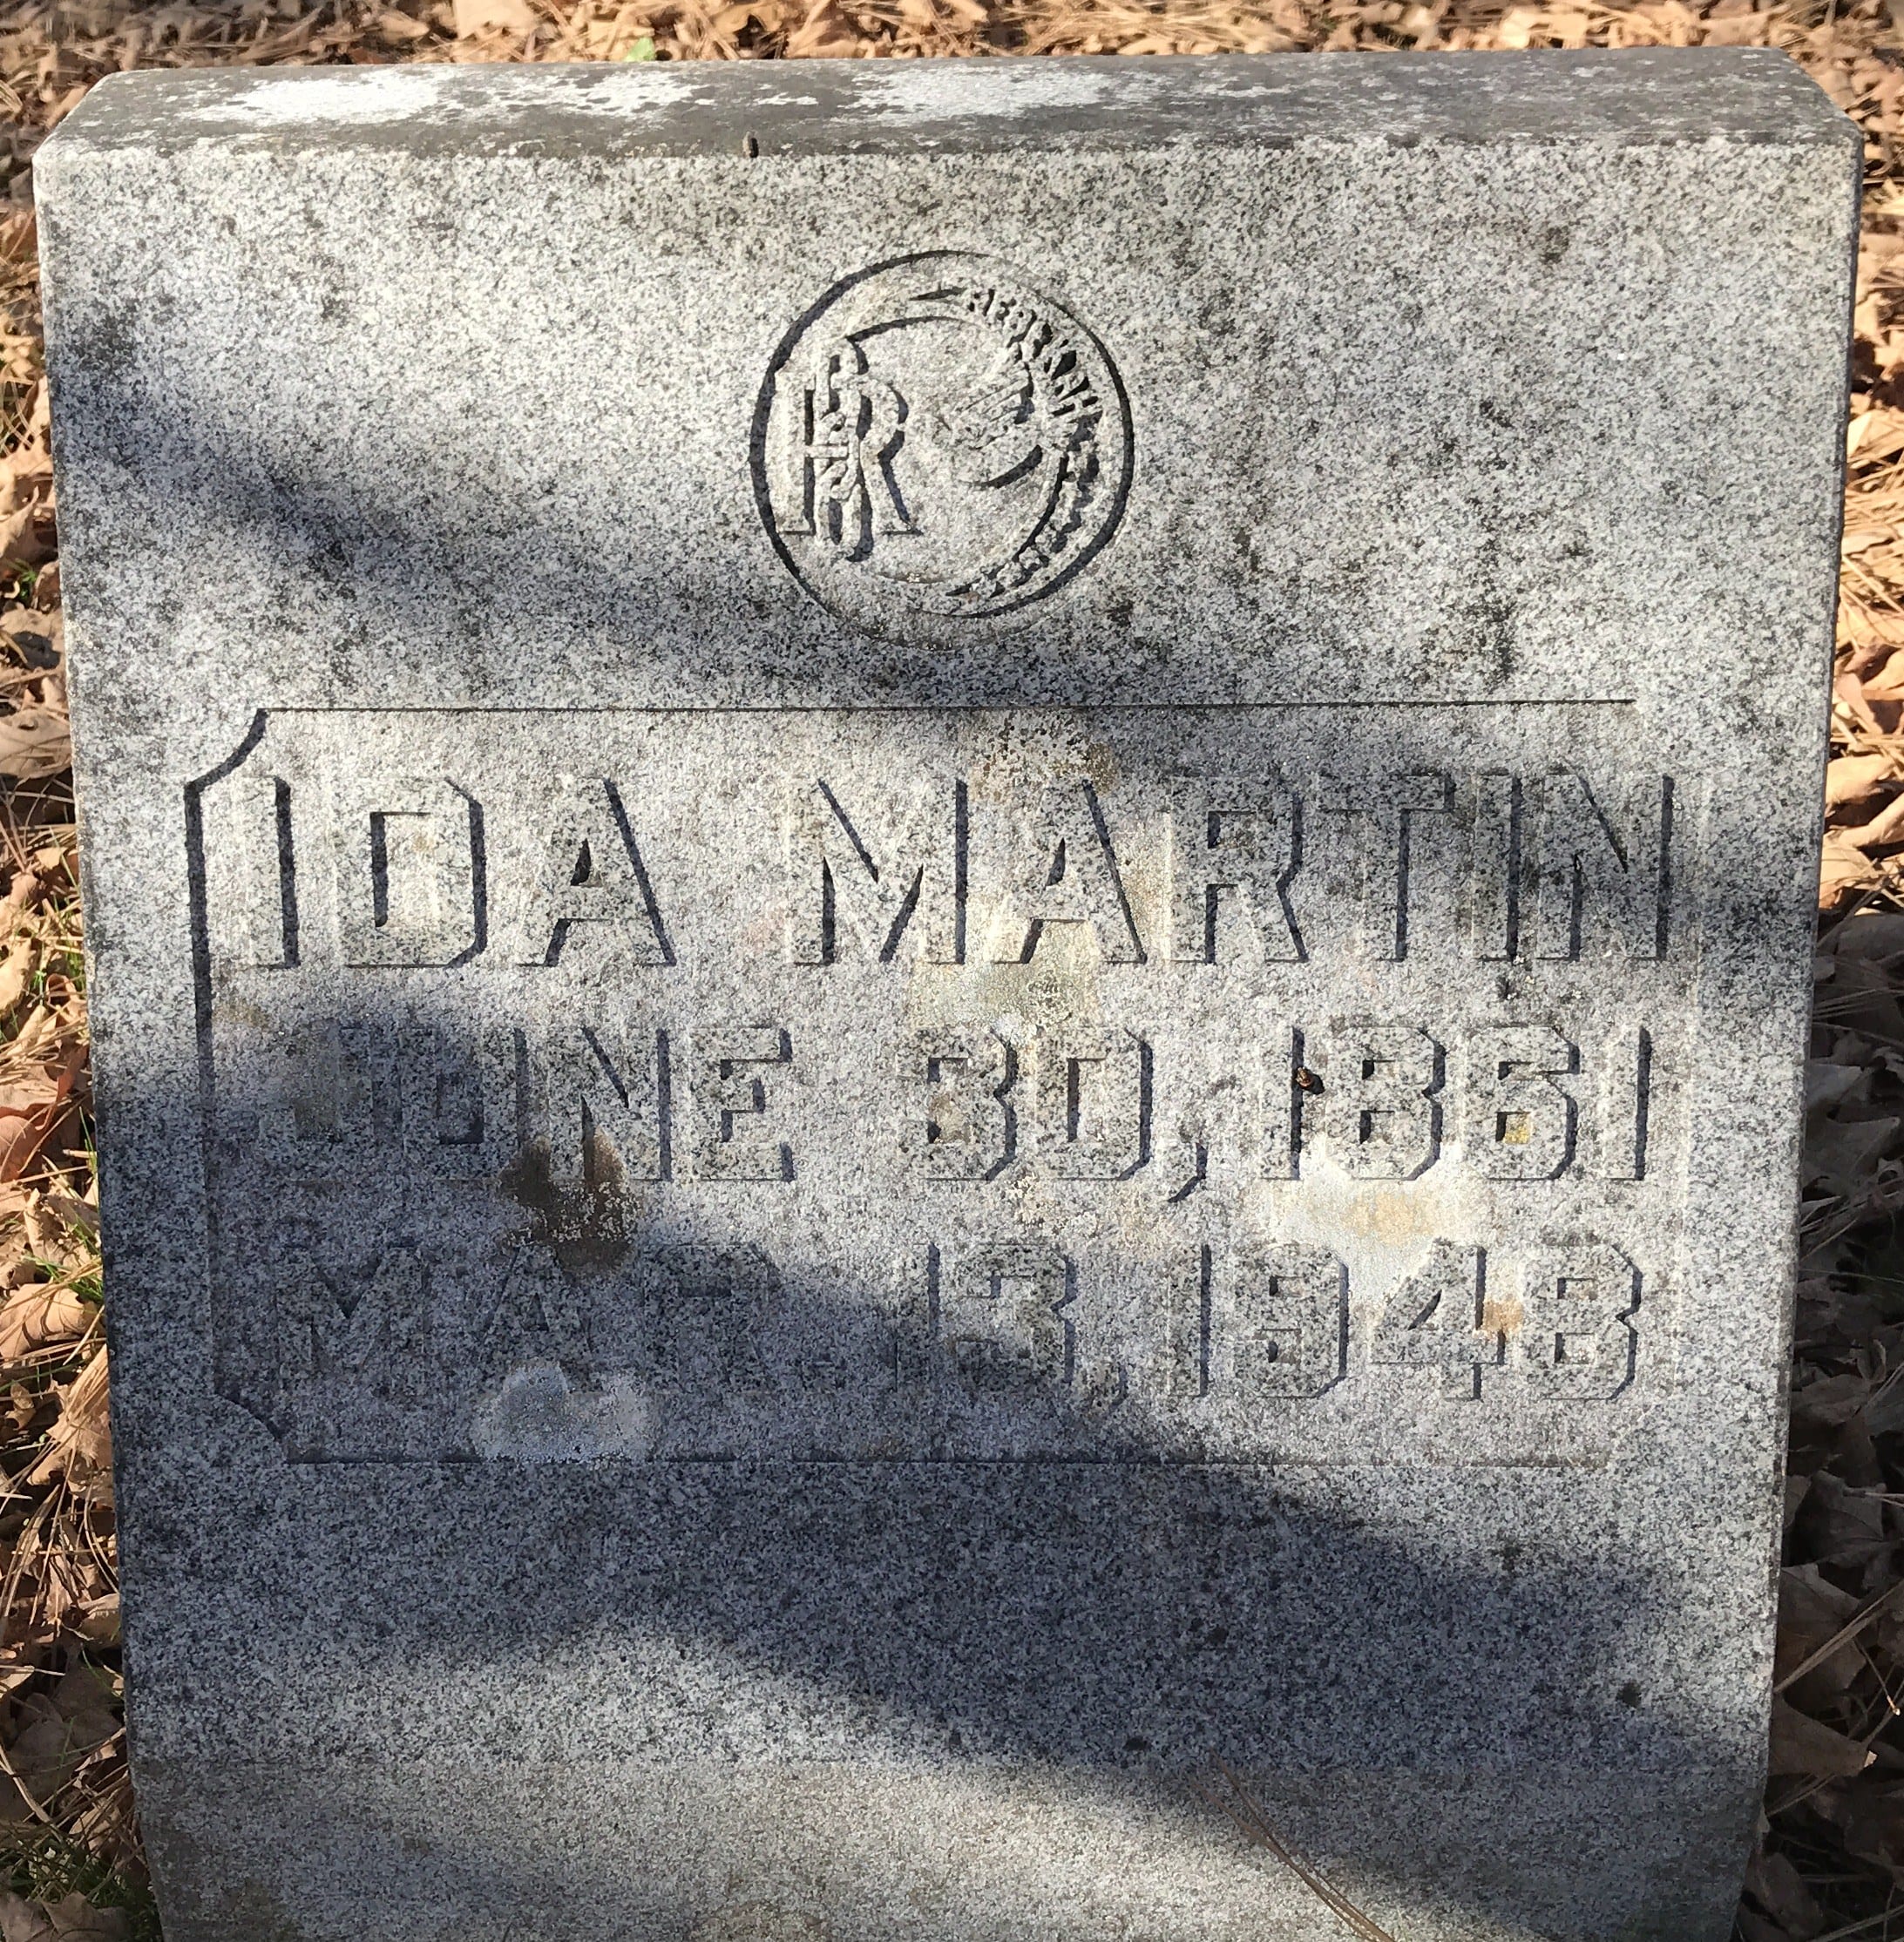 R
IDA MARTIN
JUNE 30, 1861
MAR. 13, 1948